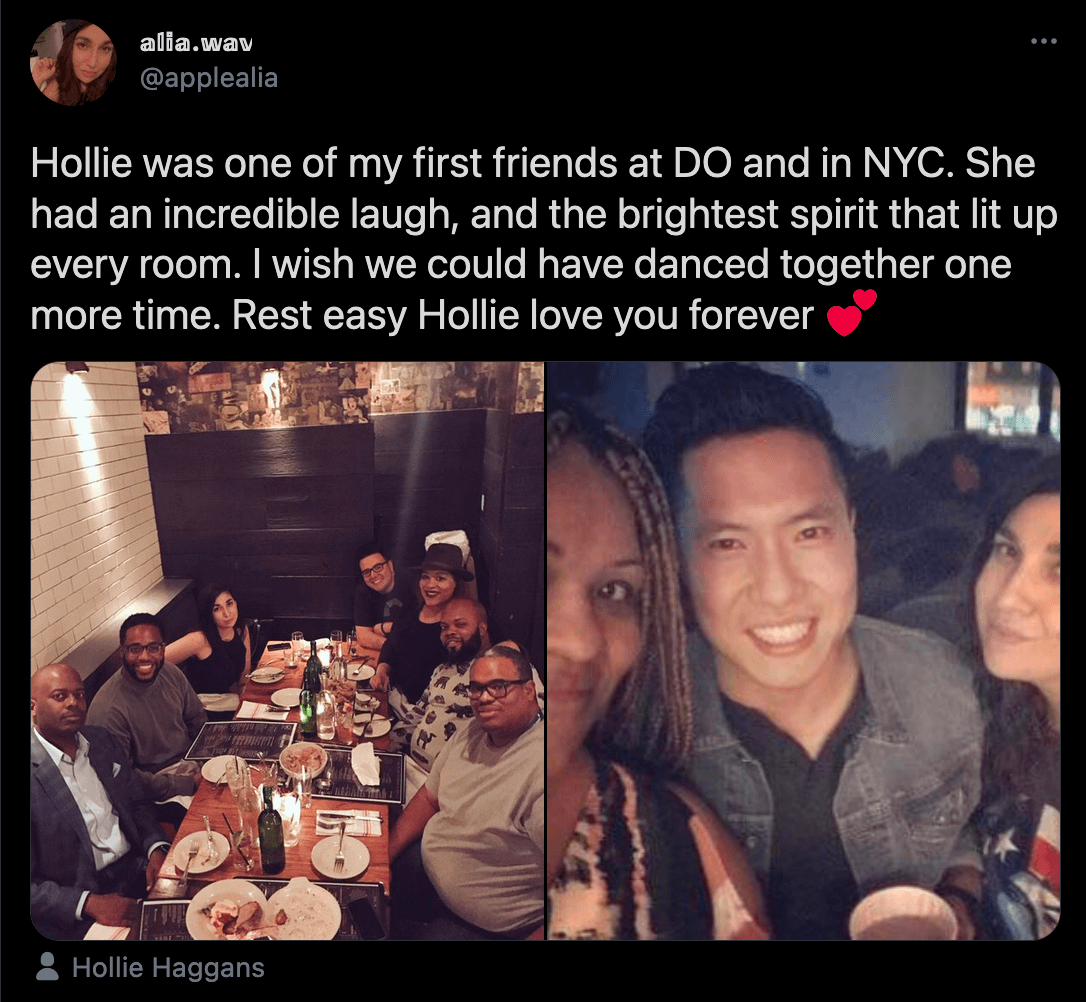 alia.wav
@applealia
Hollie was one of my first friends at DO and in NYC. She
had an incredible laugh, and the brightest spirit that lit up
every room. I wish we could have danced together one
more time. Rest easy Hollie love you forever 💕
Hollie Haggans